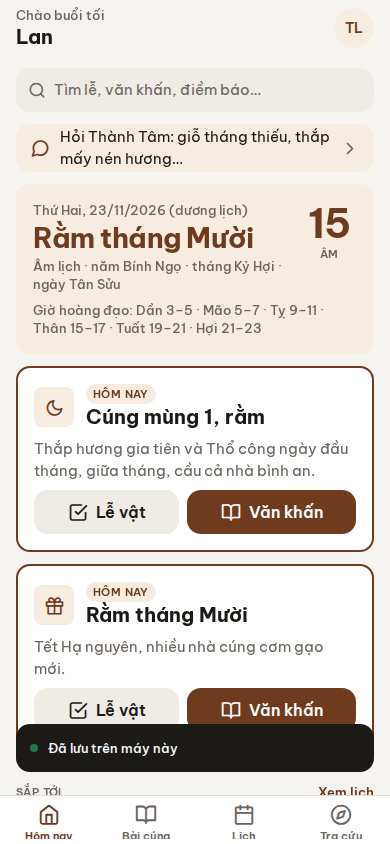 Chào buổi tối
Lan
TL
Tìm lễ, văn khấn, điềm báo...
Hỏi Thành Tâm: giỗ tháng thiếu, thắp
mấy nén hương...
Thứ Hai, 23/11/2026 (dương lịch)
Rằm tháng Mười
15
ÂM
Âm lịch · năm Bính Ngọ · tháng Kỷ Hợi ·
ngày Tân Sửu
Giờ hoàng đạo: Dần 3–5 · Mão 5–7 · Tỵ 9–11 ·
Thân 15–17 · Tuất 19–21 · Hợi 21–23
HÔM NAY
Cúng mùng 1, rằm
Thắp hương gia tiên và Thổ công ngày đầu
tháng, giữa tháng, cầu cả nhà bình an.
Lễ vật
Văn khấn
HÔM NAY
Rằm tháng Mười
Tết Hạ nguyên, nhiều nhà cúng cơm gạo
mới.
Lễ vật
Văn khấn
Đã lưu trên máy này
SẮP TỚI
Xem lịch
Hôm nay
Bài cúng
Lịch
Tra cứu